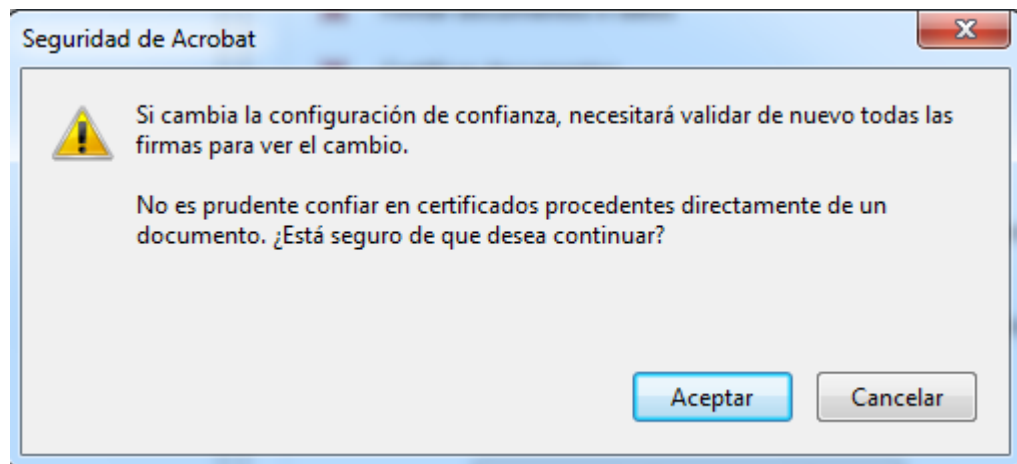 Seguridad de Acrobat
Si cambia la configuración de confianza, necesitará validar de nuevo todas las
firmas para ver el cambio.
No es prudente confiar en certificados procedentes directamente de un
documento. ¿Está seguro de que desea continuar?
Aceptar
Cancelar